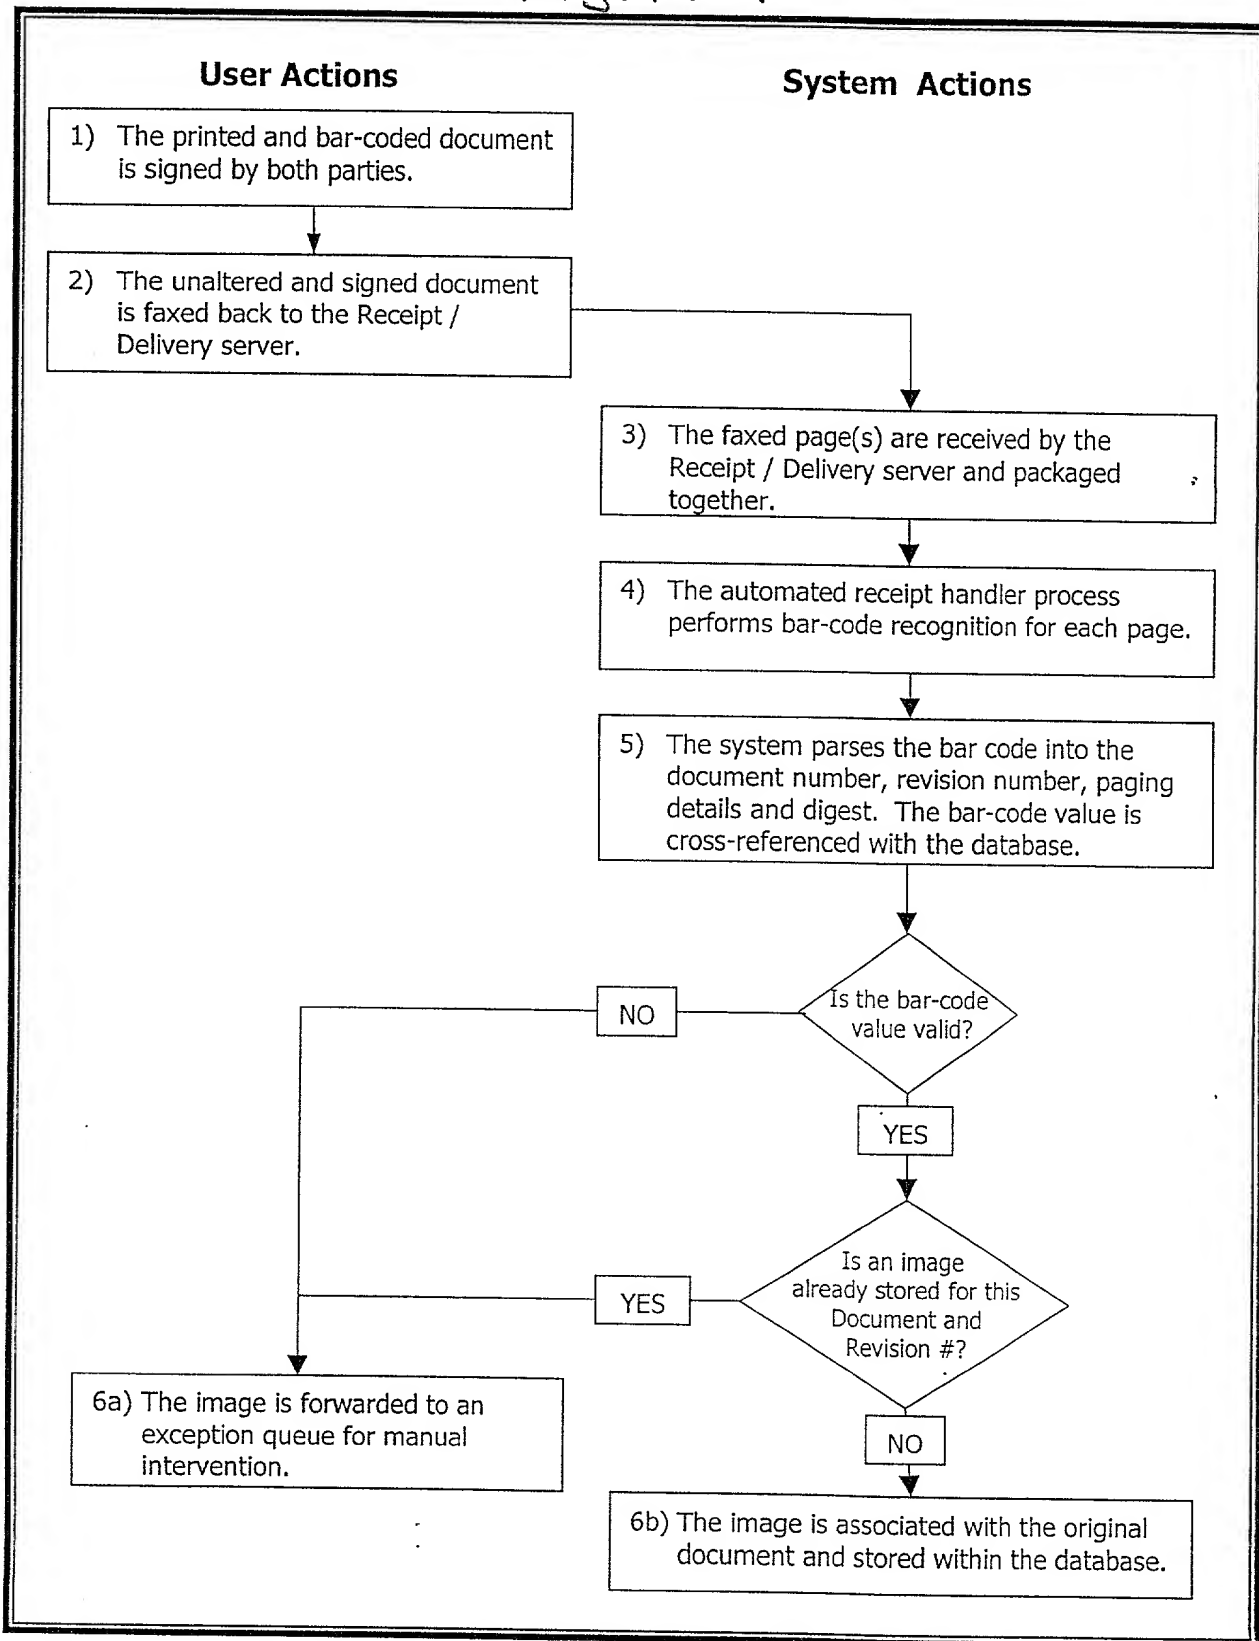 User Actions
System Actions
1) The printed and bar-coded document
is signed by both parties.
2) The unaltered and signed document
is faxed back to the Receipt /
Delivery server.
3) The faxed page(s) are received by the
Receipt / Delivery server and packaged
together.
4) The automated receipt handler process
performs bar-code recognition for each page.
5) The system parses the bar code into the
document number, revision number, paging
details and digest. The bar-code value is
cross-referenced with the database.
Is the bar-code
value valid?
NO
YES
Is an image
already stored for this
Document and
Revision #?
YES
NO
6a) The image is forwarded to an
exception queue for manual
intervention.
6b) The image is associated with the original
document and stored within the database.